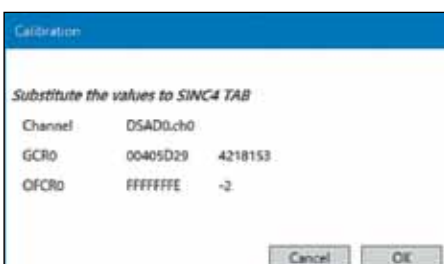 Calibration
Substitute the values to SINC4 TAB
Channel DSAD0.ch0
GCR0 00405D29 4218153
OFCR0 FFFFFFFE -2
Cancel OK